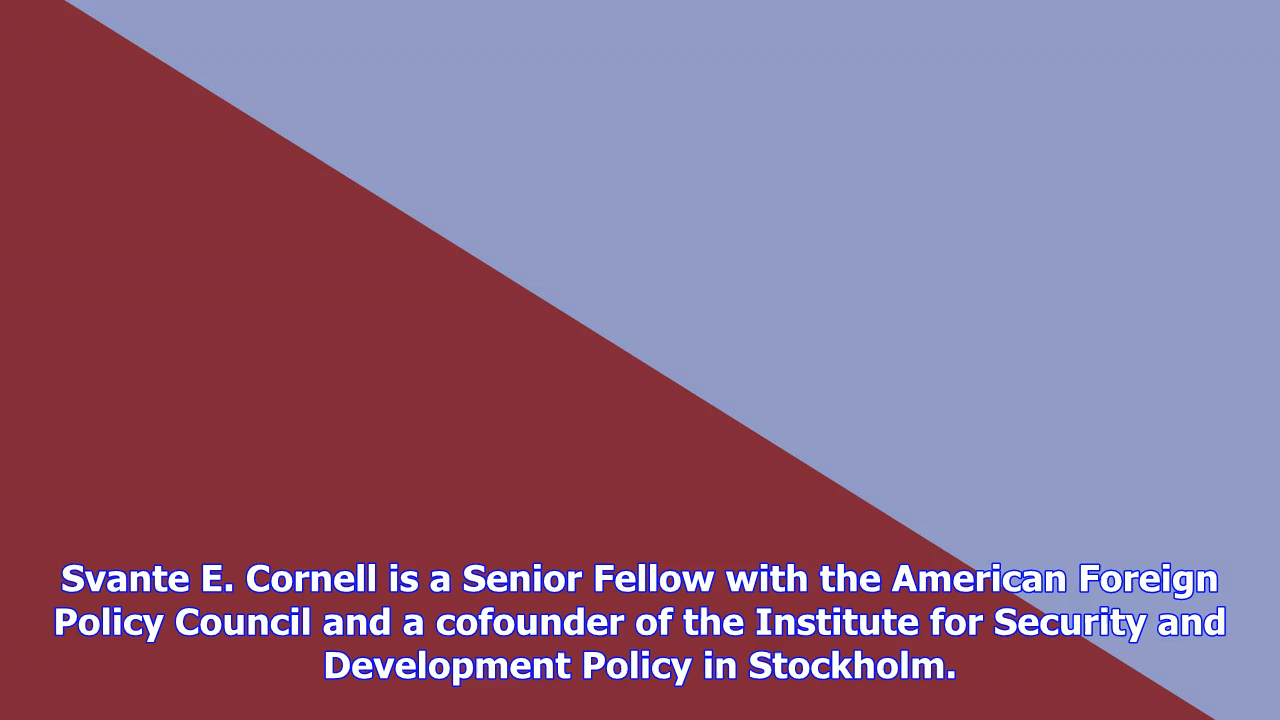 Svante E. Cornell is a Senior Fellow with the American Foreign
Policy Council and a cofounder of the Institute for Security and
Development Policy in Stockholm.